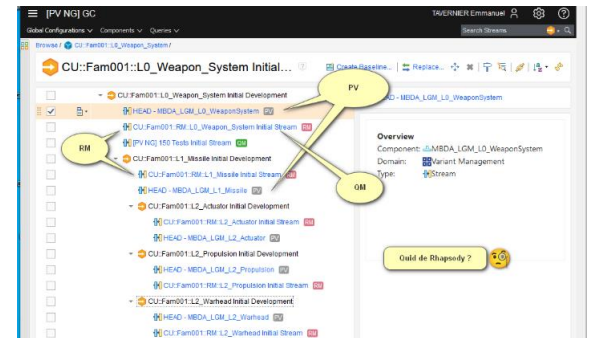 [PV NG] GC
TAVERNIER Emmanuel
Global Configurations Components Queries
Search Streams
Browse / CU::Fam001::L0_Weapon_System /
CU::Fam001::L0_Weapon_System Initial...
Create Baseline...
Replace...
CU::Fam001::L0_Weapon_System Initial Development
HEAD - MBDA_LGM_L0_WeaponSystem PV
CU::Fam001::RM::L0_Weapon_System Initial Stream RM
[PV NG] 150 Tests Initial Stream QM
CU::Fam001::L1_Missile Initial Development
CU::Fam001::RM::L1_Missile Initial Stream RM
HEAD - MBDA_LGM_L1_Missile PV
CU::Fam001::L2_Actuator Initial Development
CU::Fam001::RM::L2_Actuator Initial Stream RM
HEAD - MBDA_LGM_L2_Actuator PV
CU::Fam001::L2_Propulsion Initial Development
HEAD - MBDA_LGM_L2_Propulsion PV
CU::Fam001::RM::L2_Propulsion Initial Stream RM
CU::Fam001::L2_Warhead Initial Development
HEAD - MBDA_LGM_L2_Warhead PV
CU::Fam001::RM::L2_Warhead Initial Stream RM
PV
RM
QM
- MBDA_LGM_L0_WeaponSystem
Overview
Component: MBDA_LGM_L0_WeaponSystem
Domain: Variant Management
Type: Stream
Quid de Rhapsody ?